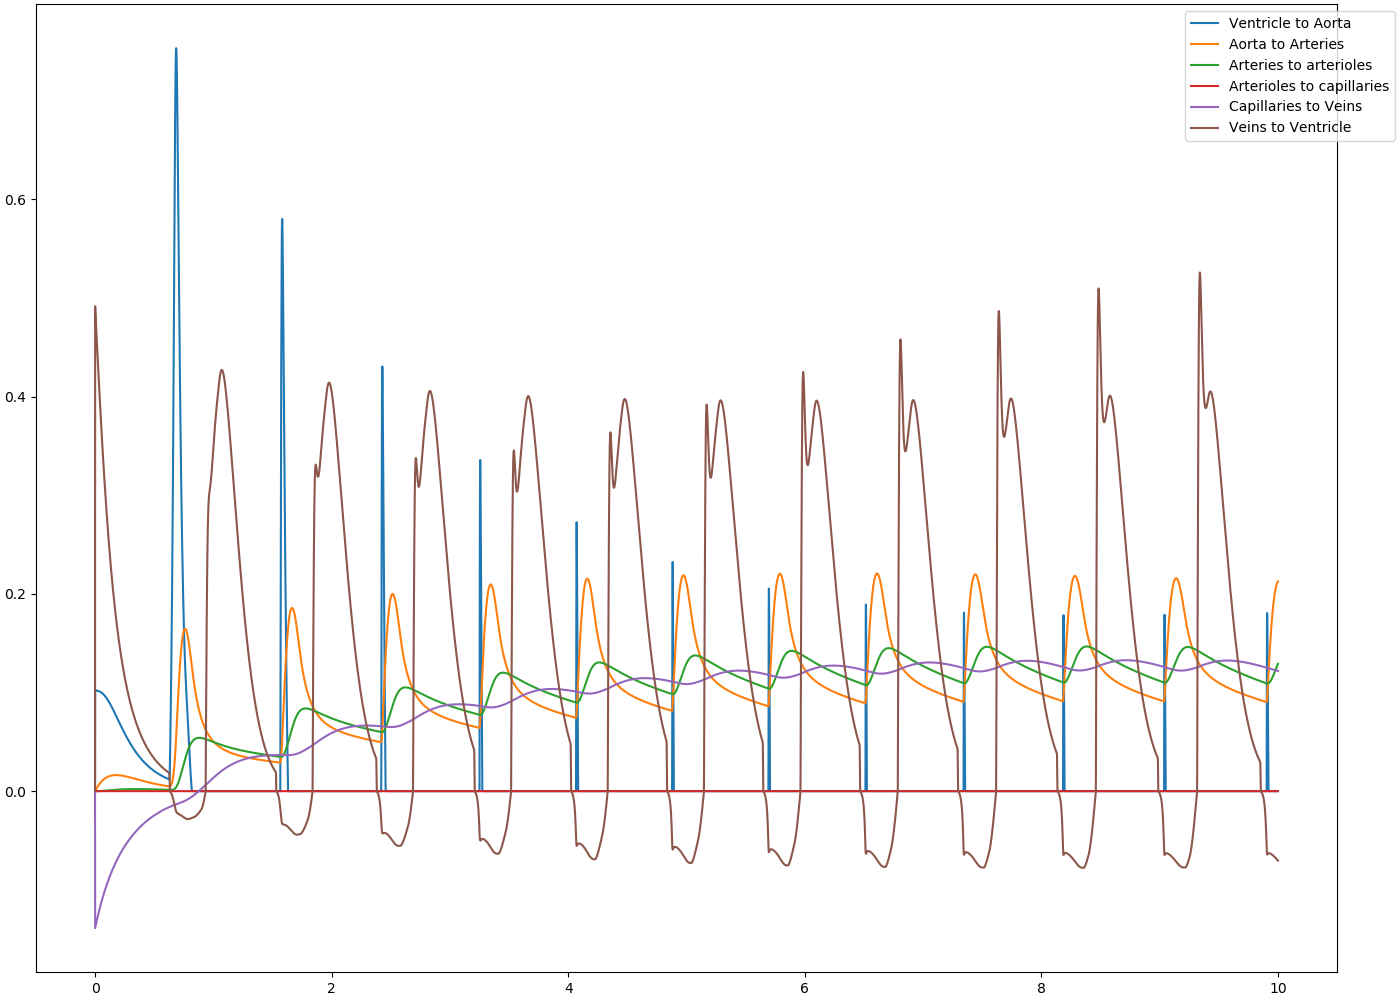 Ventricle to Aorta
Aorta to Arteries
Arteries to arterioles
Arterioles to capillaries
Capillaries to Veins
Veins to Ventricle
0.6
0.4
0.2
0.0
0 2 4 6 8 10